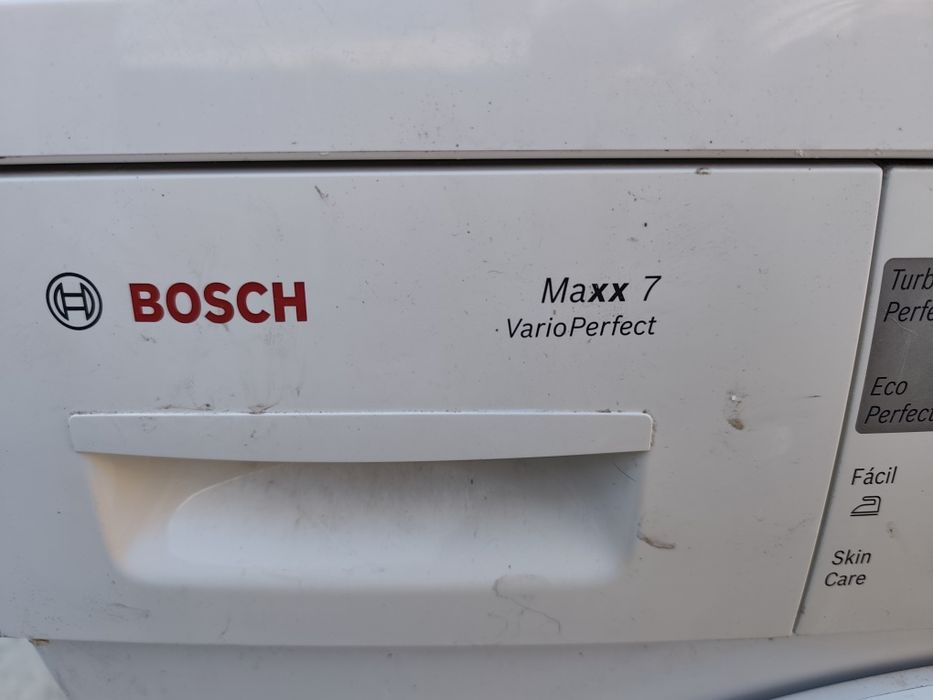 BOSCH
Maxx 7
VarioPerfect
Eco
Perfect
Fácil
Skin
Care